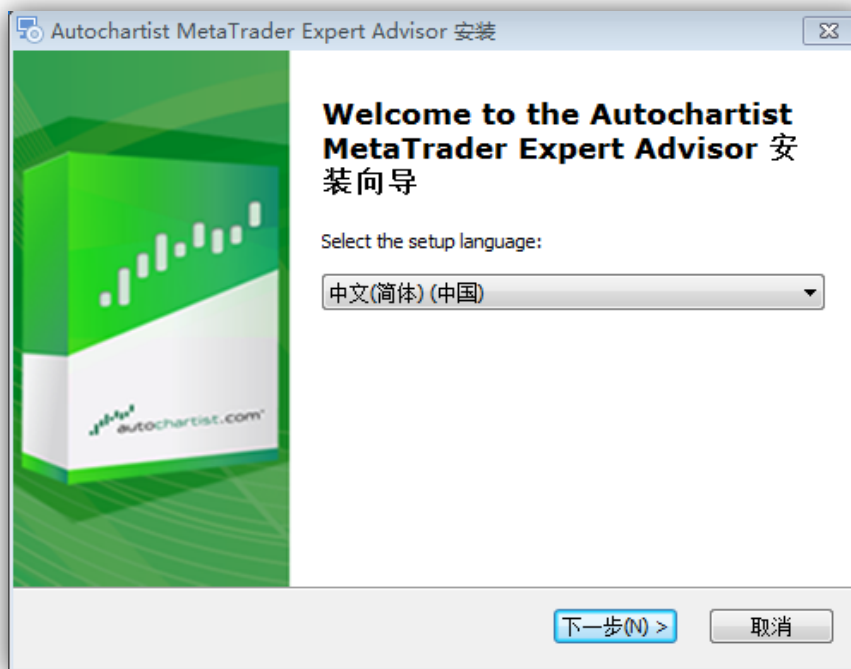 Autochartist MetaTrader Expert Advisor 安装
Welcome to the Autochartist
MetaTrader Expert Advisor 安
装向导
Select the setup language:
中文(简体) (中国)
autochartist.com
下一步(N) >
取消